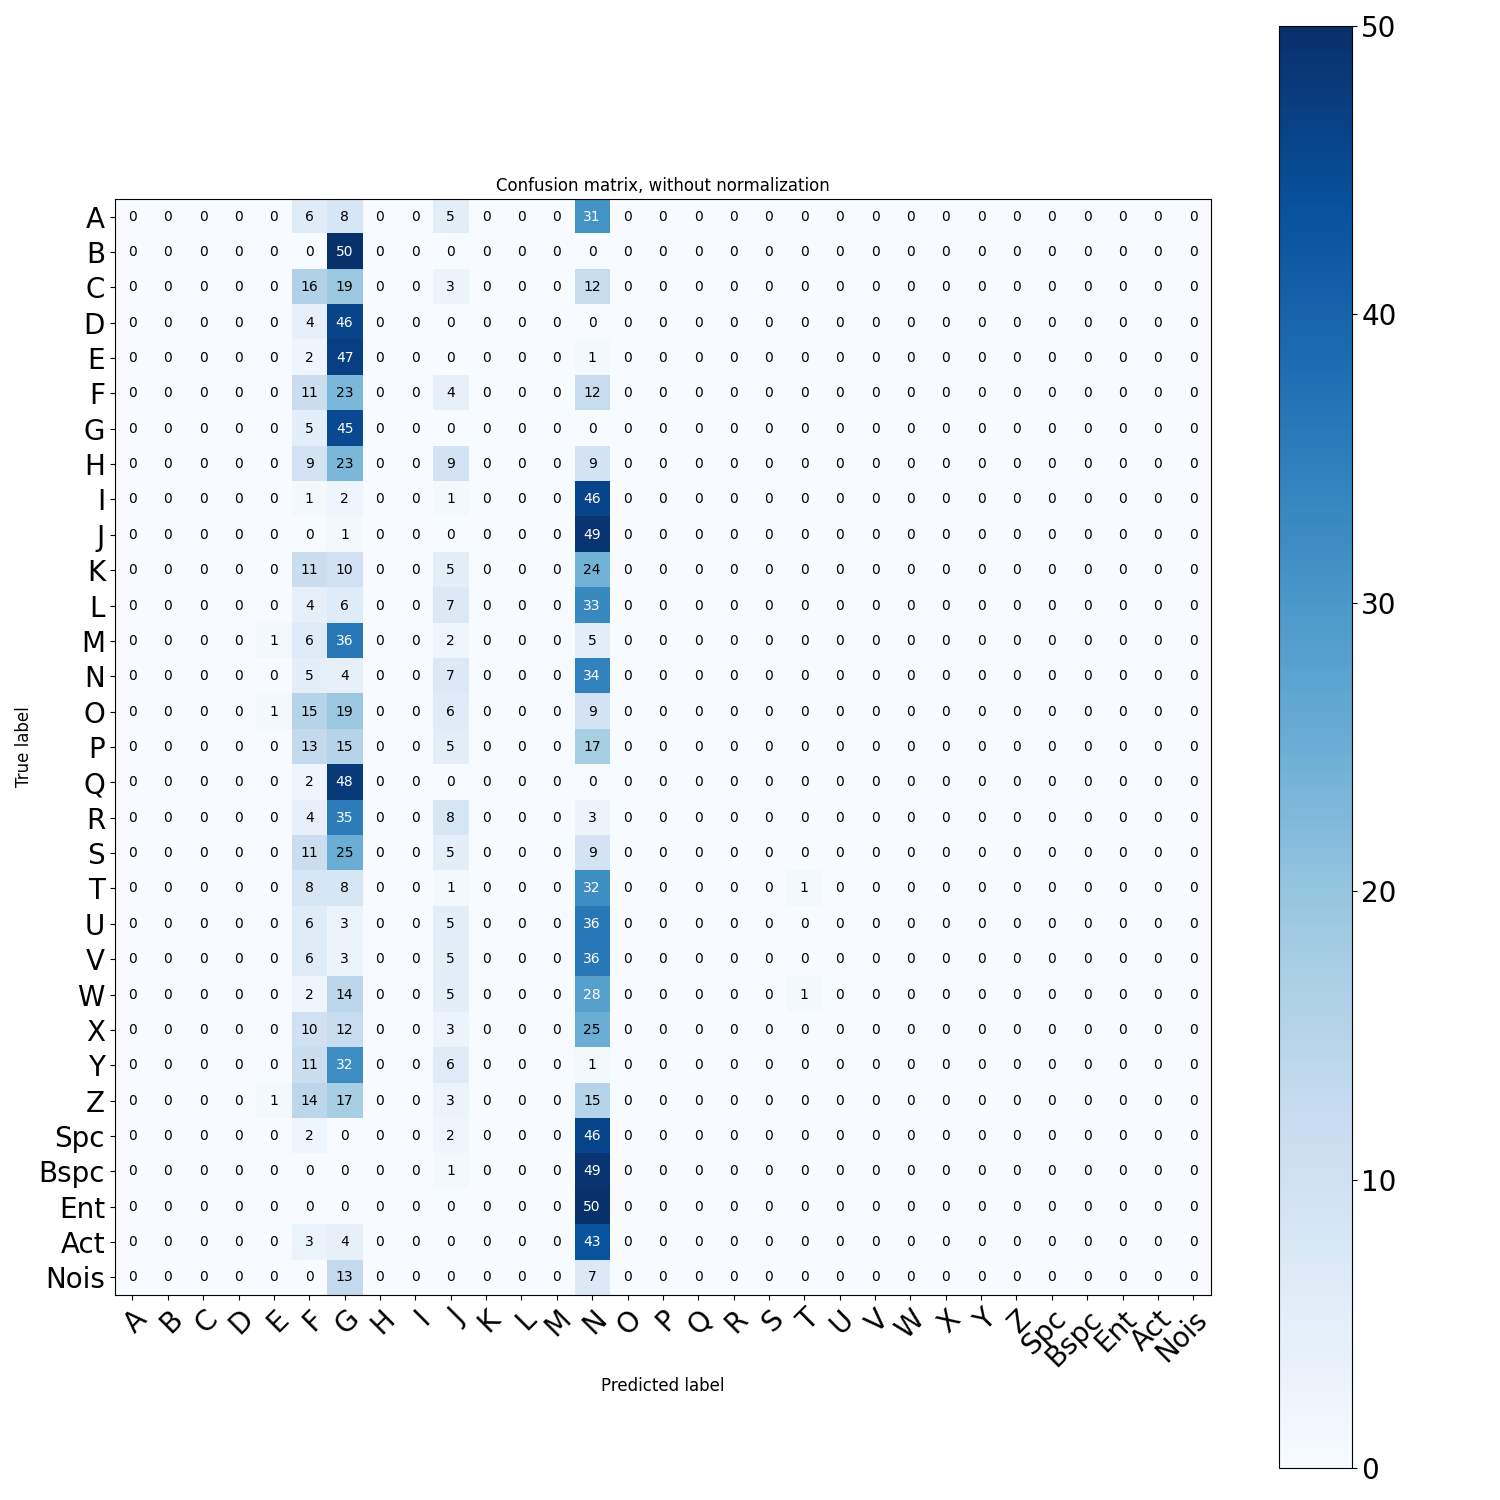 Confusion matrix, without normalization
A 0 0 0 0 0 6 8 0 0 5 0 0 0 31 0 0 0 0 0 0 0 0 0 0 0 0 0 0 0 0 0
B 0 0 0 0 0 0 50 0 0 0 0 0 0 0 0 0 0 0 0 0 0 0 0 0 0 0 0 0 0 0 0
C 0 0 0 0 0 16 19 0 0 3 0 0 0 12 0 0 0 0 0 0 0 0 0 0 0 0 0 0 0 0 0
D 0 0 0 0 0 4 46 0 0 0 0 0 0 0 0 0 0 0 0 0 0 0 0 0 0 0 0 0 0 0 0
E 0 0 0 0 0 2 47 0 0 0 0 0 0 1 0 0 0 0 0 0 0 0 0 0 0 0 0 0 0 0 0
F 0 0 0 0 0 11 23 0 0 4 0 0 0 12 0 0 0 0 0 0 0 0 0 0 0 0 0 0 0 0 0
G 0 0 0 0 0 5 45 0 0 0 0 0 0 0 0 0 0 0 0 0 0 0 0 0 0 0 0 0 0 0 0
H 0 0 0 0 0 9 23 0 0 9 0 0 0 9 0 0 0 0 0 0 0 0 0 0 0 0 0 0 0 0 0
I 0 0 0 0 0 1 2 0 0 1 0 0 0 46 0 0 0 0 0 0 0 0 0 0 0 0 0 0 0 0 0
J 0 0 0 0 0 0 1 0 0 0 0 0 0 49 0 0 0 0 0 0 0 0 0 0 0 0 0 0 0 0 0
K 0 0 0 0 0 11 10 0 0 5 0 0 0 24 0 0 0 0 0 0 0 0 0 0 0 0 0 0 0 0 0
L 0 0 0 0 0 4 6 0 0 7 0 0 0 33 0 0 0 0 0 0 0 0 0 0 0 0 0 0 0 0 0
M 0 0 0 0 1 6 36 0 0 2 0 0 0 5 0 0 0 0 0 0 0 0 0 0 0 0 0 0 0 0 0
N 0 0 0 0 0 5 4 0 0 7 0 0 0 34 0 0 0 0 0 0 0 0 0 0 0 0 0 0 0 0 0
O 0 0 0 0 1 15 19 0 0 6 0 0 0 9 0 0 0 0 0 0 0 0 0 0 0 0 0 0 0 0 0
P 0 0 0 0 0 13 15 0 0 5 0 0 0 17 0 0 0 0 0 0 0 0 0 0 0 0 0 0 0 0 0
Q 0 0 0 0 0 2 48 0 0 0 0 0 0 0 0 0 0 0 0 0 0 0 0 0 0 0 0 0 0 0 0
R 0 0 0 0 0 4 35 0 0 8 0 0 0 3 0 0 0 0 0 0 0 0 0 0 0 0 0 0 0 0 0
S 0 0 0 0 0 11 25 0 0 5 0 0 0 9 0 0 0 0 0 0 0 0 0 0 0 0 0 0 0 0 0
T 0 0 0 0 0 8 8 0 0 1 0 0 0 32 0 0 0 0 0 1 0 0 0 0 0 0 0 0 0 0 0
U 0 0 0 0 0 6 3 0 0 5 0 0 0 36 0 0 0 0 0 0 0 0 0 0 0 0 0 0 0 0 0
V 0 0 0 0 0 6 3 0 0 5 0 0 0 36 0 0 0 0 0 0 0 0 0 0 0 0 0 0 0 0 0
W 0 0 0 0 0 2 14 0 0 5 0 0 0 28 0 0 0 0 0 1 0 0 0 0 0 0 0 0 0 0 0
X 0 0 0 0 0 10 12 0 0 3 0 0 0 25 0 0 0 0 0 0 0 0 0 0 0 0 0 0 0 0 0
Y 0 0 0 0 0 11 32 0 0 6 0 0 0 1 0 0 0 0 0 0 0 0 0 0 0 0 0 0 0 0 0
Z 0 0 0 0 1 14 17 0 0 3 0 0 0 15 0 0 0 0 0 0 0 0 0 0 0 0 0 0 0 0 0
Spc 0 0 0 0 0 2 0 0 0 2 0 0 0 46 0 0 0 0 0 0 0 0 0 0 0 0 0 0 0 0 0
Bspc 0 0 0 0 0 0 0 0 0 1 0 0 0 49 0 0 0 0 0 0 0 0 0 0 0 0 0 0 0 0 0
Ent 0 0 0 0 0 0 0 0 0 0 0 0 0 50 0 0 0 0 0 0 0 0 0 0 0 0 0 0 0 0 0
Act 0 0 0 0 0 3 4 0 0 0 0 0 0 43 0 0 0 0 0 0 0 0 0 0 0 0 0 0 0 0 0
Nois 0 0 0 0 0 0 13 0 0 0 0 0 0 7 0 0 0 0 0 0 0 0 0 0 0 0 0 0 0 0 0
A B C D E F G H I J K L M N O P Q R S T U V W X Y Z Spc Bspc Ent Act Nois
Predicted label
True label
50
40
30
20
10
0